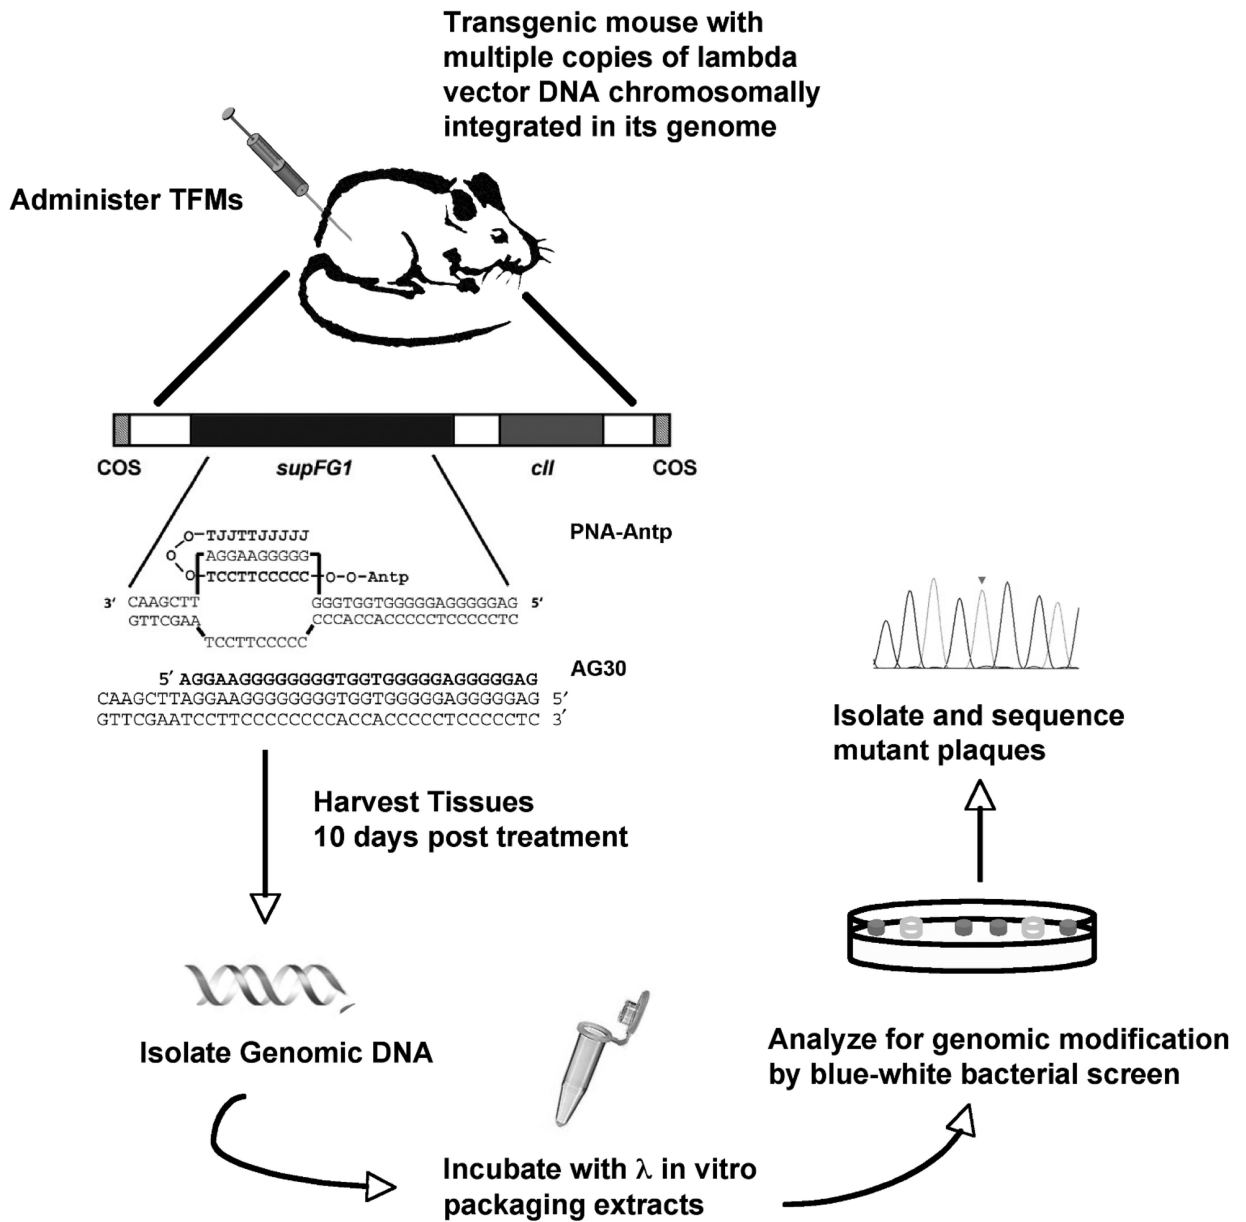 Transgenic mouse with
multiple copies of lambda
vector DNA chromosomally
integrated in its genome
Administer TFMs
COS
supFG1
cII
COS
PNA-Antp
O-TJJTTJJJJJ
O
O
AGGAAGGGGG
O-TCCTTCCCCC-O-O-Antp
3' CAAGCTT GGGTGGTGGGGGAGGGGGAG 5'
GTTCGAA CCCACCACCCCCTCCCCCTC
TCCTTCCCCC
AG30
5' AGGAAGGGGGGGGTGGTGGGGGAGGGGGAG
CAAGCTTAGGAAGGGGGGGGTGGTGGGGGAGGGGGAG 5'
GTTCGAATCCTTCCCCCCCCACCACCCCCTCCCCCTC 3'
Harvest Tissues
10 days post treatment
Isolate Genomic DNA
Incubate with λ in vitro
packaging extracts
Analyze for genomic modification
by blue-white bacterial screen
Isolate and sequence
mutant plaques